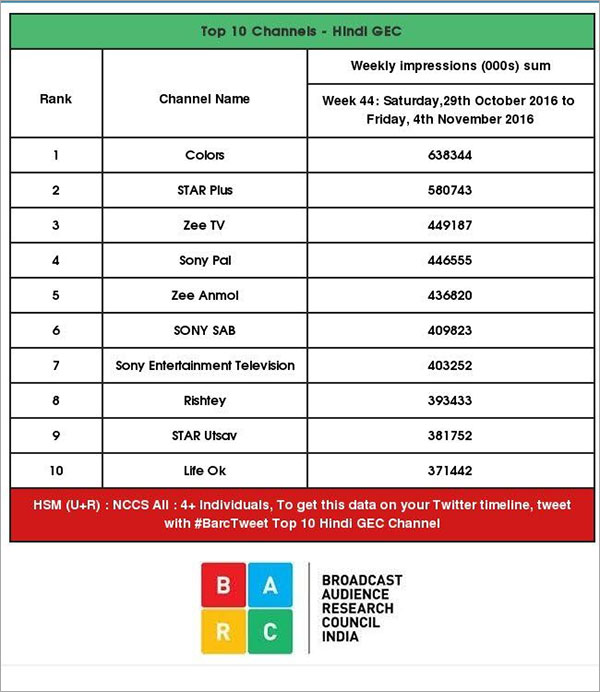 Top 10 Channels - Hindi GEC
Rank
Channel Name
Weekly impressions (000s) sum
Week 44: Saturday,29th October 2016 to
Friday, 4th November 2016
1 Colors 638344
2 STAR Plus 580743
3 Zee TV 449187
4 Sony Pal 446555
5 Zee Anmol 436820
6 SONY SAB 409823
7 Sony Entertainment Television 403252
8 Rishtey 393433
9 STAR Utsav 381752
10 Life Ok 371442
HSM (U+R) : NCCS All : 4+ Individuals, To get this data on your Twitter timeline, tweet
with #BarcTweet Top 10 Hindi GEC Channel
B A
R C
BROADCAST
AUDIENCE
RESEARCH
COUNCIL
INDIA